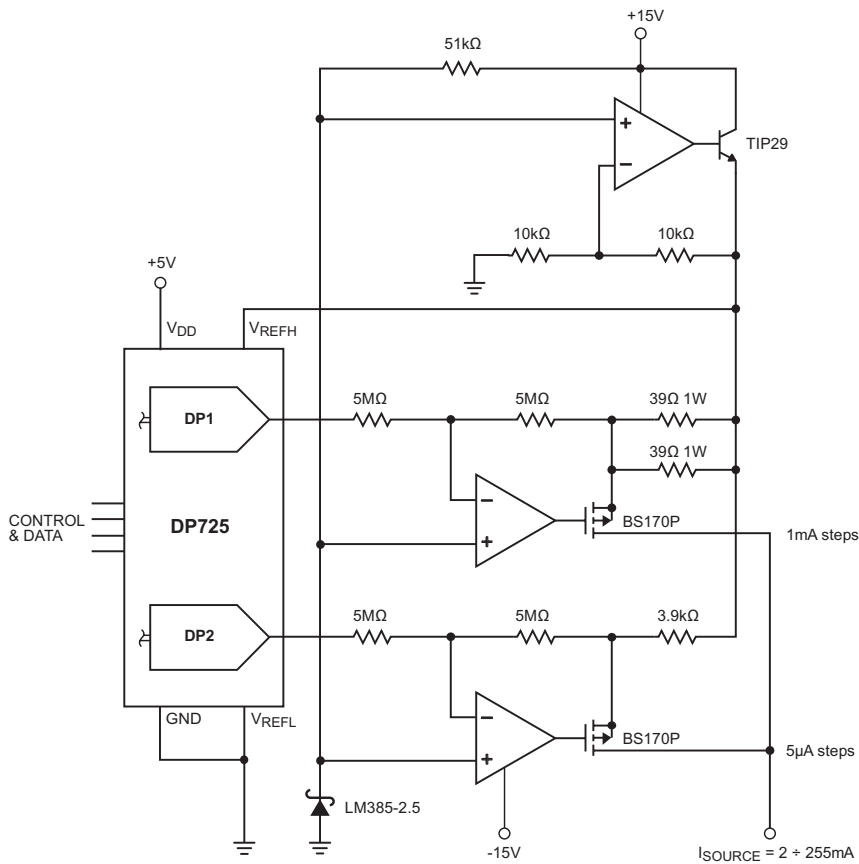 +15V
51kΩ
+
−
TIP29
10kΩ
10kΩ
+5V
VDD
VREFH
DP1
5MΩ
5MΩ
39Ω 1W
39Ω 1W
−
+
BS170P
CONTROL
& DATA
DP725
1mA steps
DP2
5MΩ
5MΩ
3.9kΩ
GND
VREFL
−
+
BS170P
5µA steps
LM385-2.5
-15V
ISOURCE = 2 ÷ 255mA